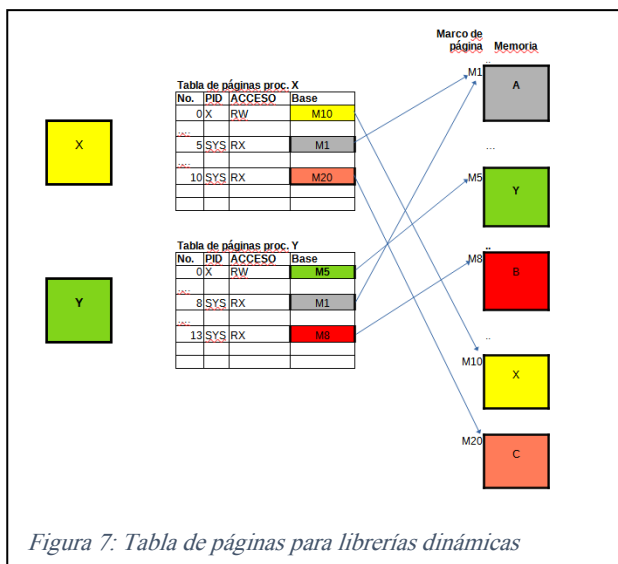 Marco de
página Memoria
..
M1
A
Tabla de páginas proc. X
No. PID ACCESO Base
0 X RW M10
....
X
5 SYS RX M1
...
....
10 SYS RX M20
M5
Y
Tabla de páginas proc. Y
No. PID ACCESO Base
..
0 X RW M5
M8
B
....
Y
8 SYS RX M1
....
13 SYS RX M8
..
M10
X
M20
C
Figura 7: Tabla de páginas para librerías dinámicas